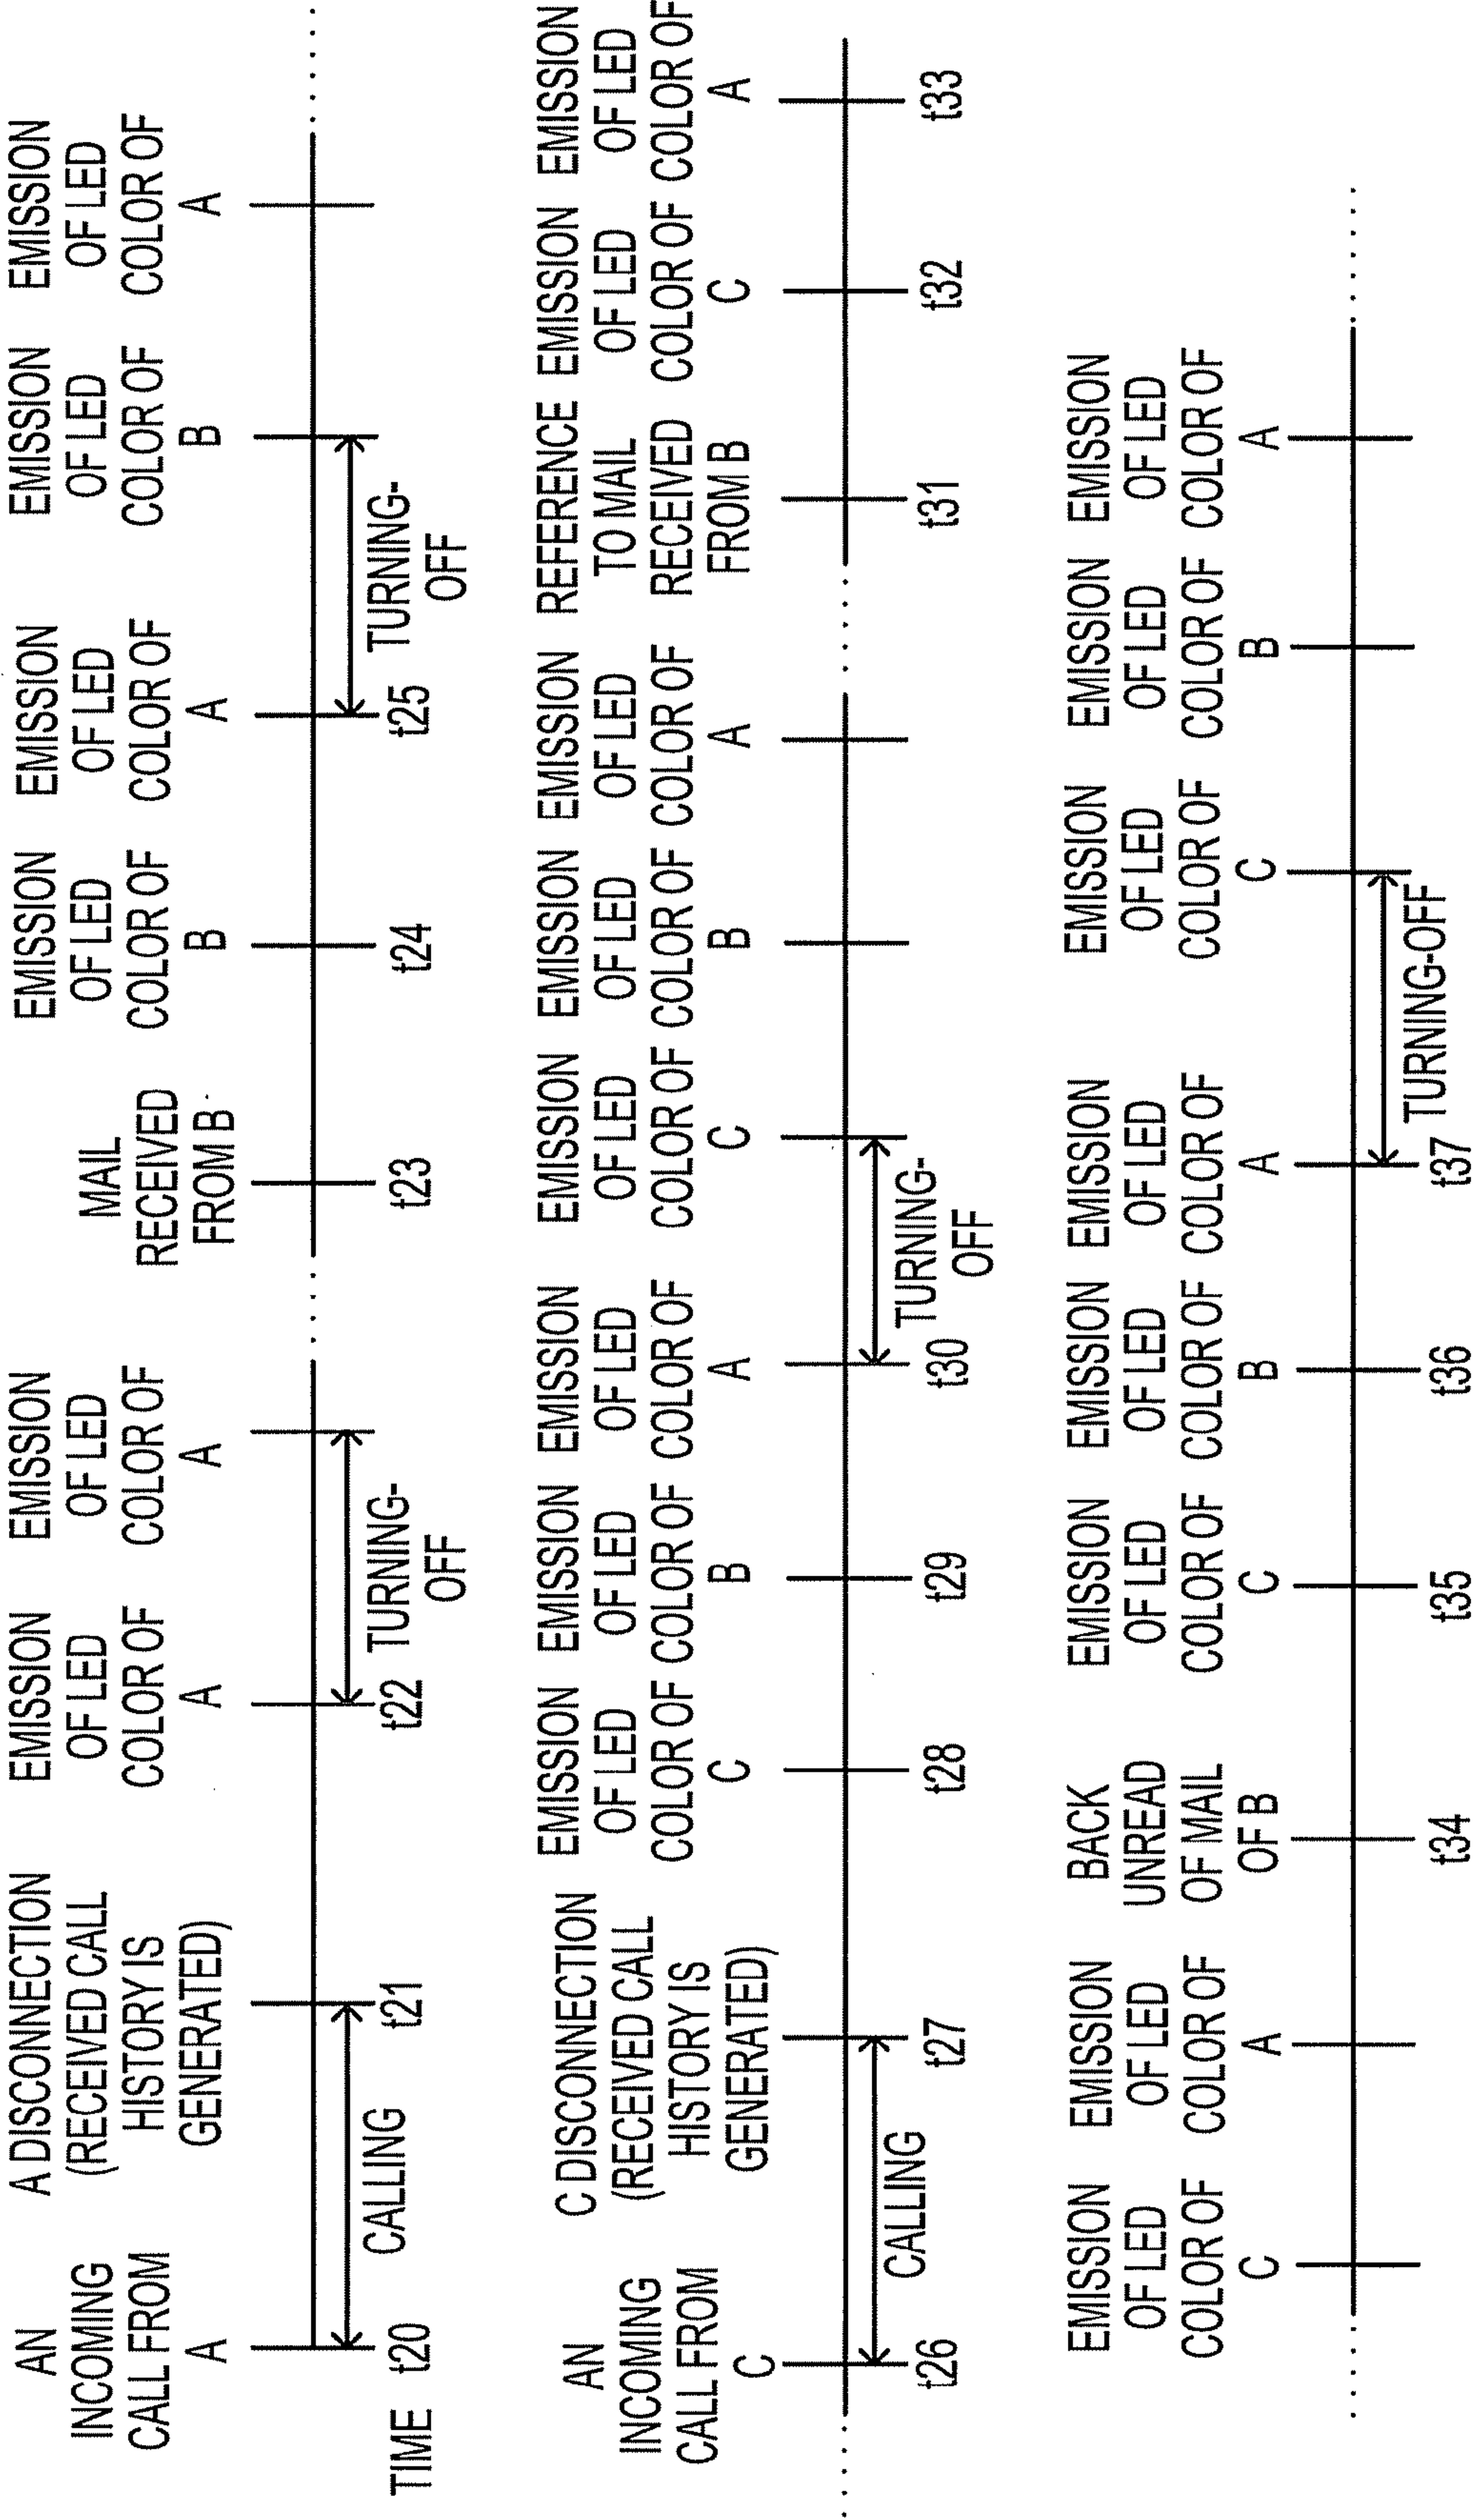 AN
INCOMING
CALL FROM
A
A DISCONNECTION
(RECEIVED CALL
HISTORY IS
GENERATED)
EMISSION
OF LED
COLOR OF
A
EMISSION
OF LED
COLOR OF
A
MAIL
RECEIVED
FROM B
EMISSION
OF LED
COLOR OF
B
EMISSION
OF LED
COLOR OF
A
EMISSION
OF LED
COLOR OF
B
EMISSION
OF LED
COLOR OF
A
CALLING
TURNING-
OFF
TURNING-
OFF
TIME
t20
t21
t22
t23
t24
t25
AN
INCOMING
CALL FROM
C
C DISCONNECTION
(RECEIVED CALL
HISTORY IS
GENERATED)
EMISSION
OF LED
COLOR OF
C
EMISSION
OF LED
COLOR OF
B
EMISSION
OF LED
COLOR OF
A
EMISSION
OF LED
COLOR OF
C
EMISSION
OF LED
COLOR OF
B
EMISSION
OF LED
COLOR OF
A
REFERENCE
TO MAIL
RECEIVED
FROM B
EMISSION
OF LED
COLOR OF
C
EMISSION
OF LED
COLOR OF
A
CALLING
TURNING-
OFF
t26
t27
t28
t29
t30
t31
t32
t33
EMISSION
OF LED
COLOR OF
C
EMISSION
OF LED
COLOR OF
A
BACK
UNREAD
OF MAIL
OF B
EMISSION
OF LED
COLOR OF
C
EMISSION
OF LED
COLOR OF
B
EMISSION
OF LED
COLOR OF
A
EMISSION
OF LED
COLOR OF
C
EMISSION
OF LED
COLOR OF
B
EMISSION
OF LED
COLOR OF
A
TURNING-OFF
t34
t35
t36
t37